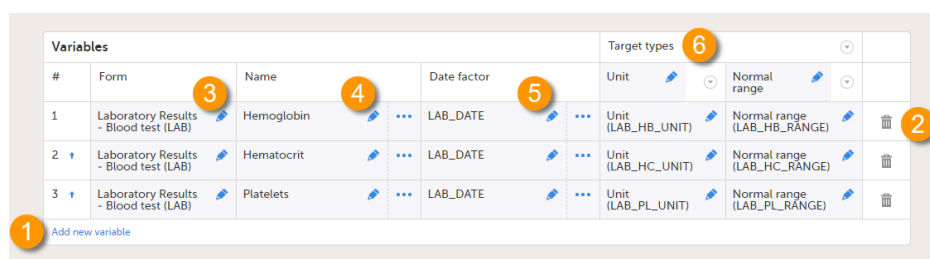 Variables
Target types
6
#
Form
Name
Date factor
Unit
Normal
range
3
4
5
1
Laboratory Results
- Blood test (LAB)
Hemoglobin
LAB_DATE
Unit
(LAB_HB_UNIT)
Normal range
(LAB_HB_RANGE)
2
2
Laboratory Results
- Blood test (LAB)
Hematocrit
LAB_DATE
Unit
(LAB_HC_UNIT)
Normal range
(LAB_HC_RANGE)
3
Laboratory Results
- Blood test (LAB)
Platelets
LAB_DATE
Unit
(LAB_PL_UNIT)
Normal range
(LAB_PL_RANGE)
1
Add new variable